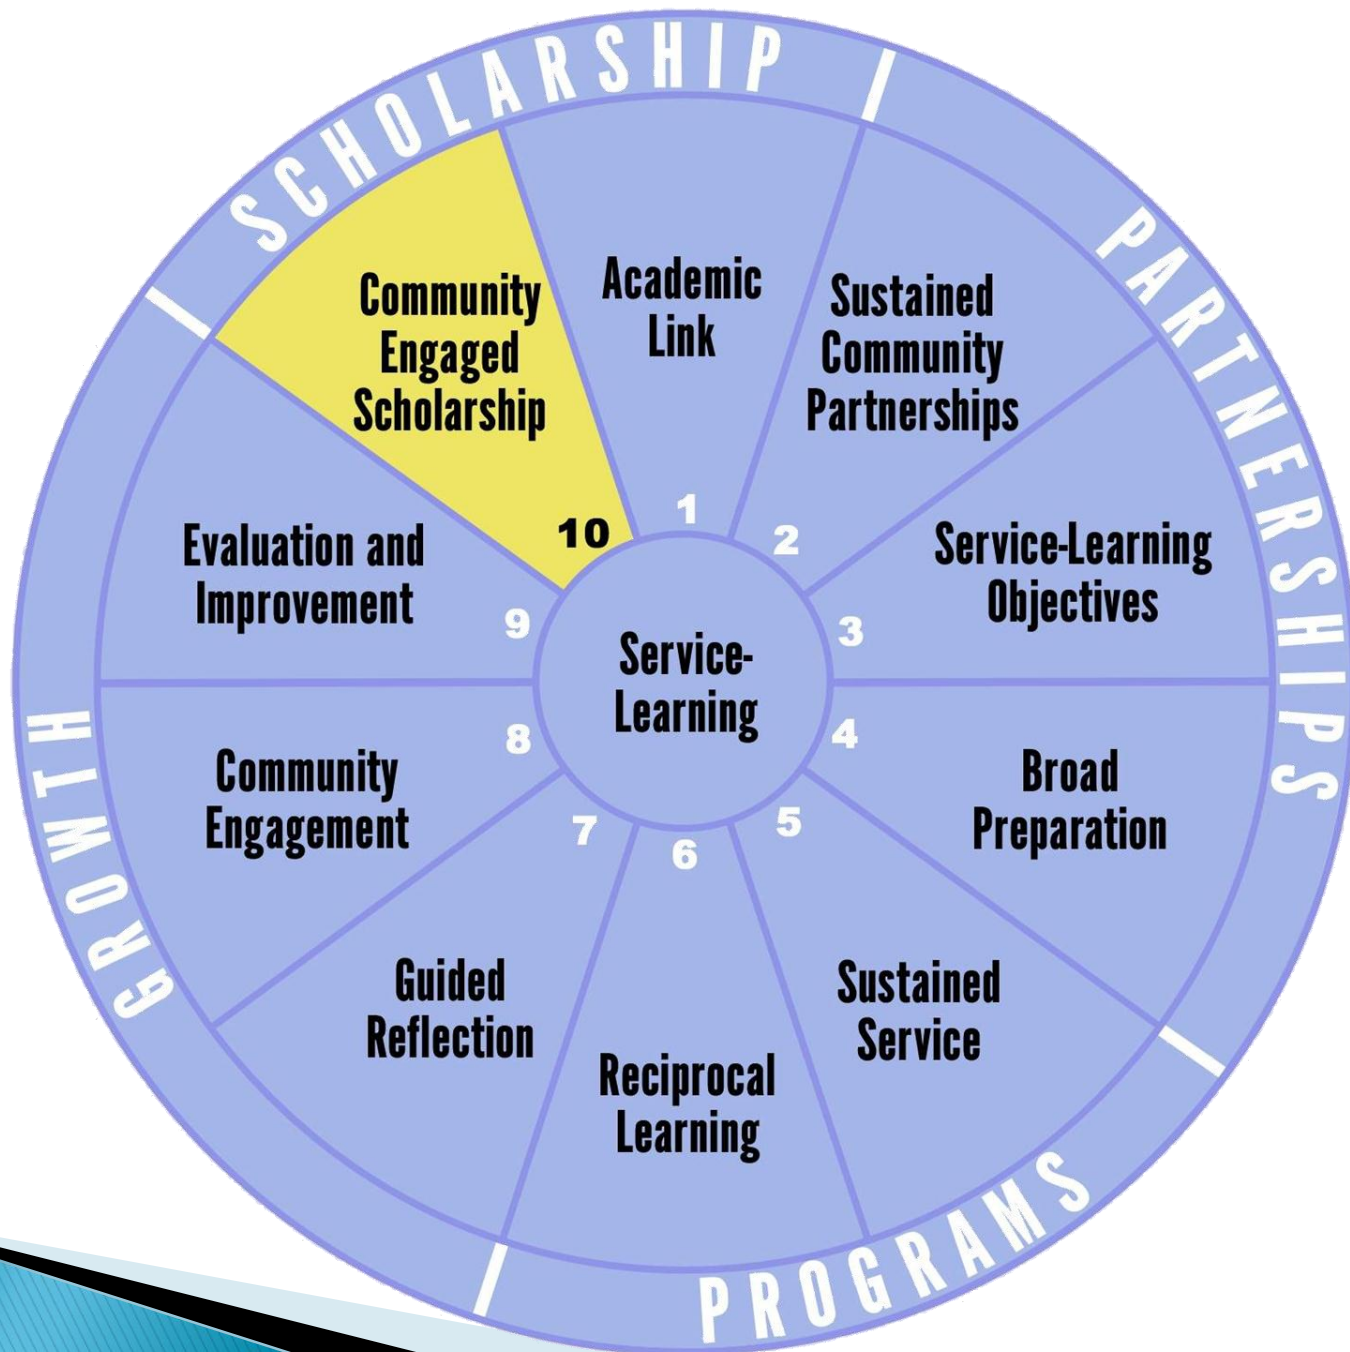 SCHOLARSHIP
PARTNERSHIPS
PROGRAMS
GROWTH
Academic
Link
1
Sustained
Community
Partnerships
2
Service-Learning
Objectives
3
Broad
Preparation
4
Sustained
Service
5
Reciprocal
Learning
6
Guided
Reflection
7
Community
Engagement
8
Evaluation and
Improvement
9
Community
Engaged
Scholarship
10
Service-
Learning